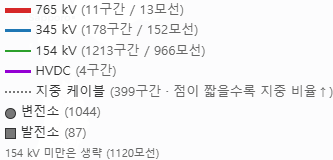 765 kV (11구간 / 13모선)
345 kV (178구간 / 152모선)
154 kV (1213구간 / 966모선)
HVDC (4구간)
지중 케이블 (399구간 · 점이 짧을수록 지중 비율↑)
변전소 (1044)
발전소 (87)
154 kV 미만은 생략 (1120모선)